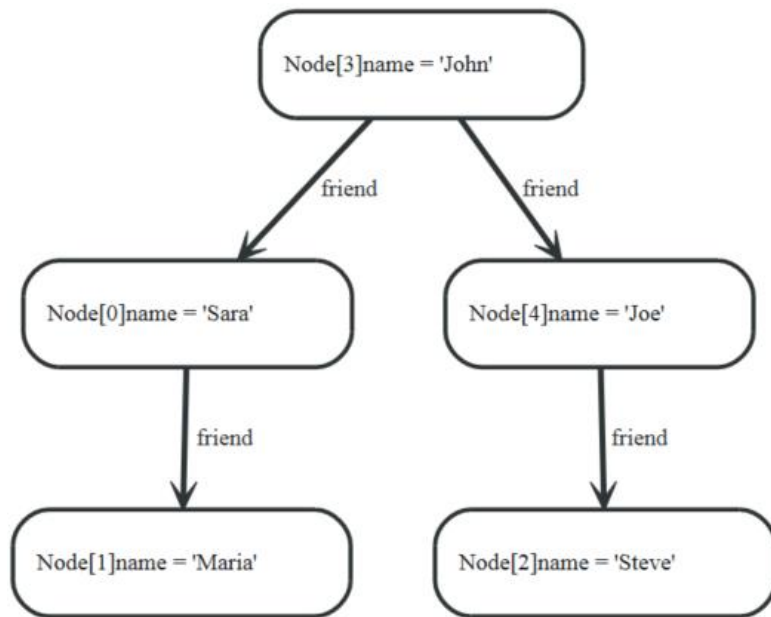 Node[3]name = 'John'
friend
friend
Node[0]name = 'Sara'
Node[4]name = 'Joe'
friend
friend
Node[1]name = 'Maria'
Node[2]name = 'Steve'